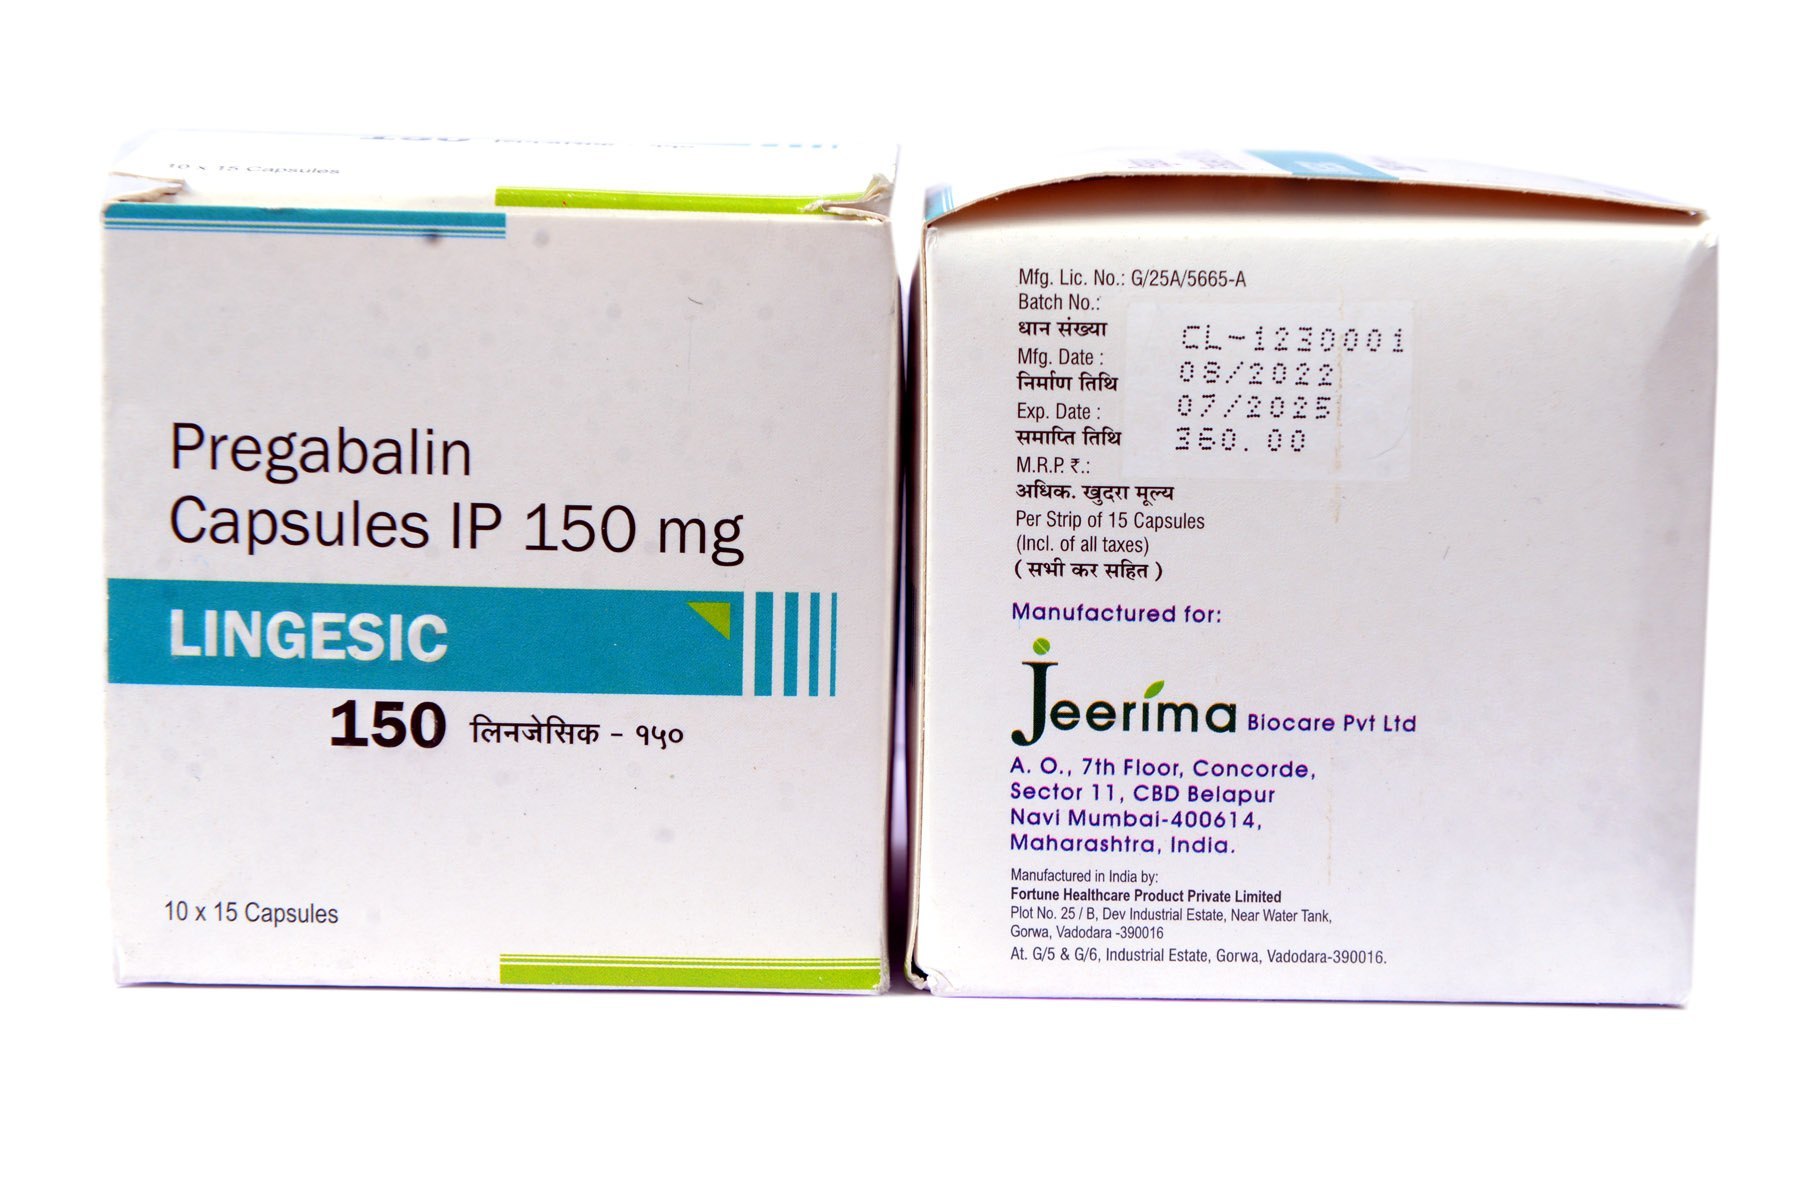 10 x 15 Capsules
Pregabalin
Capsules IP 150 mg
LINGESIC
150 लिनजेसिक - १५०
10 x 15 Capsules
Mfg. Lic. No.: G/25A/5665-A
Batch No.:
धान संख्या
CL-1230001
Mfg. Date :
निर्माण तिथि
08/2022
Exp. Date :
समाप्ति तिथि
07/2025
M.R.P. ₹.:
360.00
अधिक. खुदरा मूल्य
Per Strip of 15 Capsules
(Incl. of all taxes)
( सभी कर सहित )
Manufactured for:
Jeerima Biocare Pvt Ltd
A. O., 7th Floor, Concorde,
Sector 11, CBD Belapur
Navi Mumbai-400614,
Maharashtra, India.
Manufactured in India by:
Fortune Healthcare Product Private Limited
Plot No. 25 / B, Dev Industrial Estate, Near Water Tank,
Gorwa, Vadodara -390016
At. G/5 & G/6, Industrial Estate, Gorwa, Vadodara-390016.